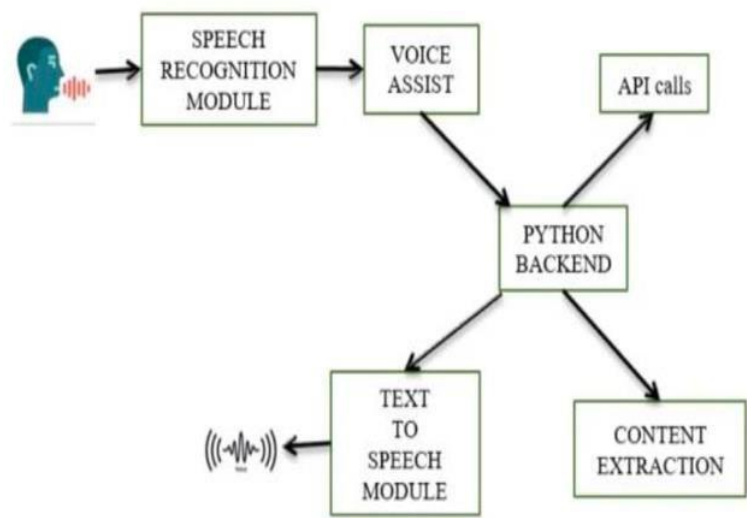 SPEECH
RECOGNITION
MODULE
VOICE
ASSIST
API calls
PYTHON
BACKEND
TEXT
TO
SPEECH
MODULE
CONTENT
EXTRACTION